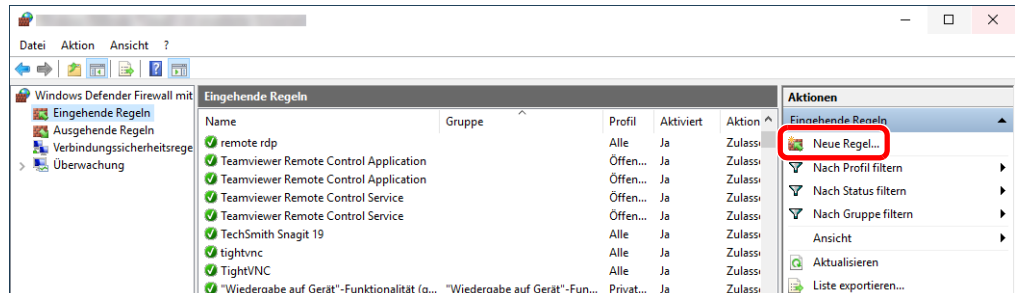 Datei Aktion Ansicht ?
Windows Defender Firewall mit
Eingehende Regeln
Ausgehende Regeln
Verbindungssicherheitsrege
Überwachung
Eingehende Regeln
Name Gruppe Profil Aktiviert Aktion
remote rdp Alle Ja Zulass
Teamviewer Remote Control Application Öffen... Ja Zulass
Teamviewer Remote Control Application Öffen... Ja Zulass
Teamviewer Remote Control Service Öffen... Ja Zulass
Teamviewer Remote Control Service Öffen... Ja Zulass
TechSmith Snagit 19 Alle Ja Zulass
tightvnc Alle Ja Zulass
TightVNC Alle Ja Zulass
"Wiedergabe auf Gerät"-Funktionalität (q... "Wiedergabe auf Gerät"-Fun... Privat... Ja Zulass
Aktionen
Eingehende Regeln
Neue Regel...
Nach Profil filtern
Nach Status filtern
Nach Gruppe filtern
Ansicht
Aktualisieren
Liste exportieren...